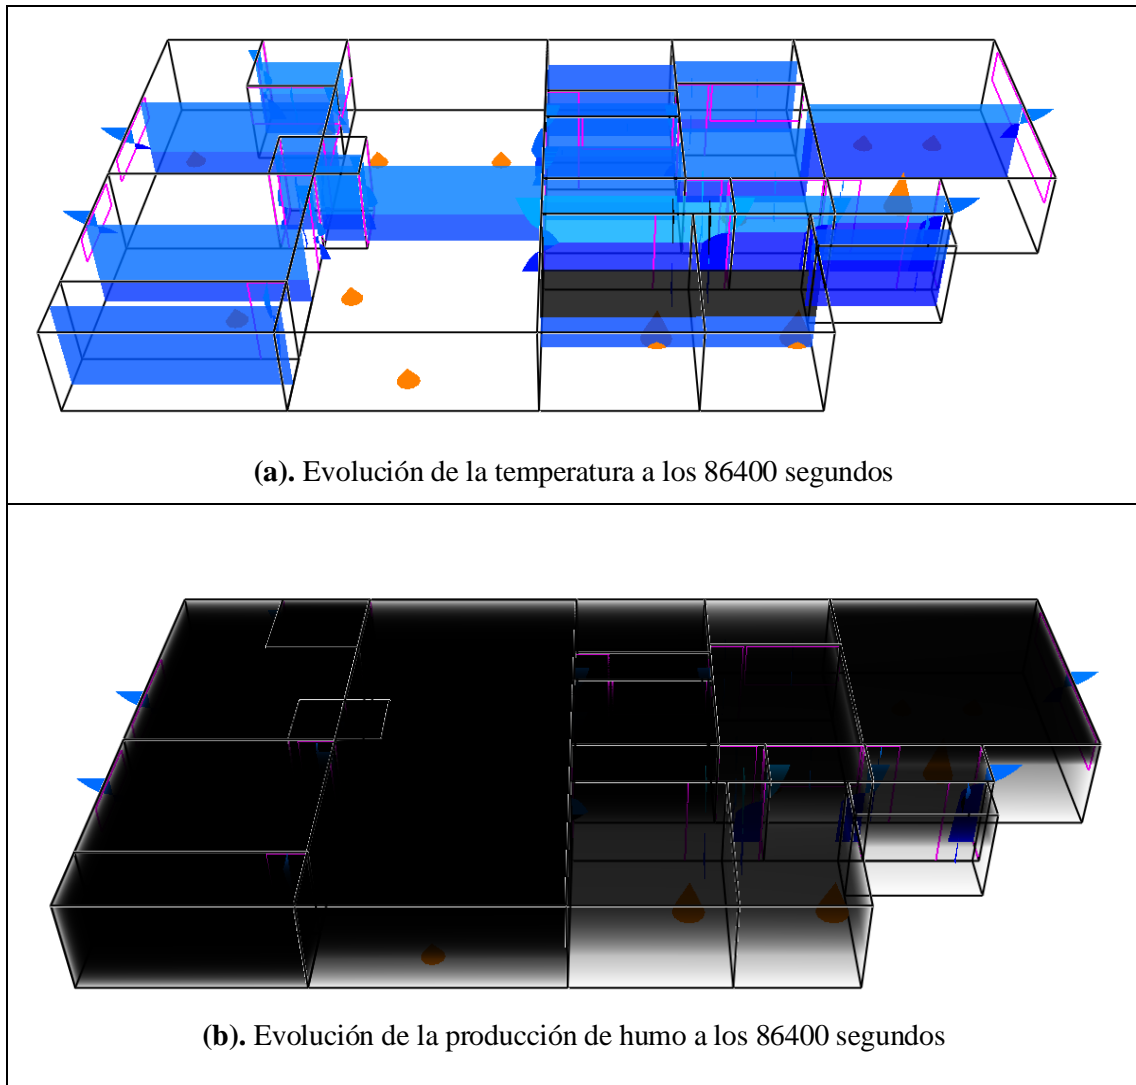 (a). Evolución de la temperatura a los 86400 segundos
(b). Evolución de la producción de humo a los 86400 segundos